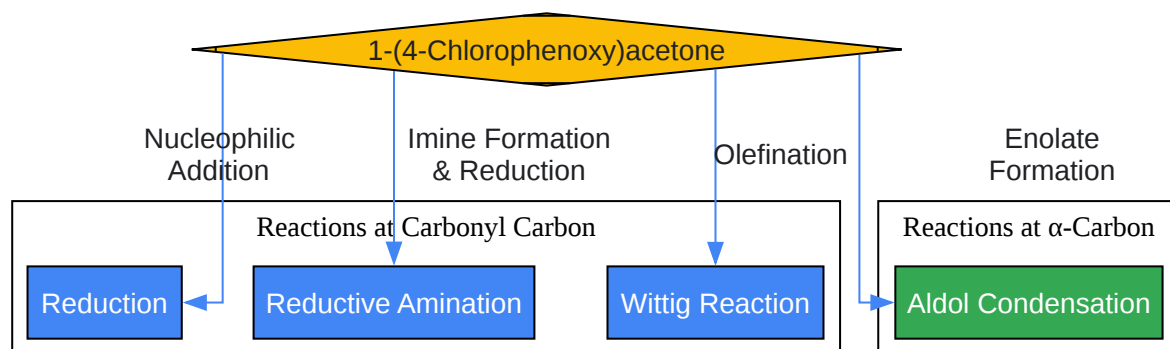 1-(4-Chlorophenoxy)acetone
Nucleophilic
Addition
Imine Formation
& Reduction
Olefination
Enolate
Formation
Reactions at Carbonyl Carbon
Reactions at α-Carbon
Reduction
Reductive Amination
Wittig Reaction
Aldol Condensation